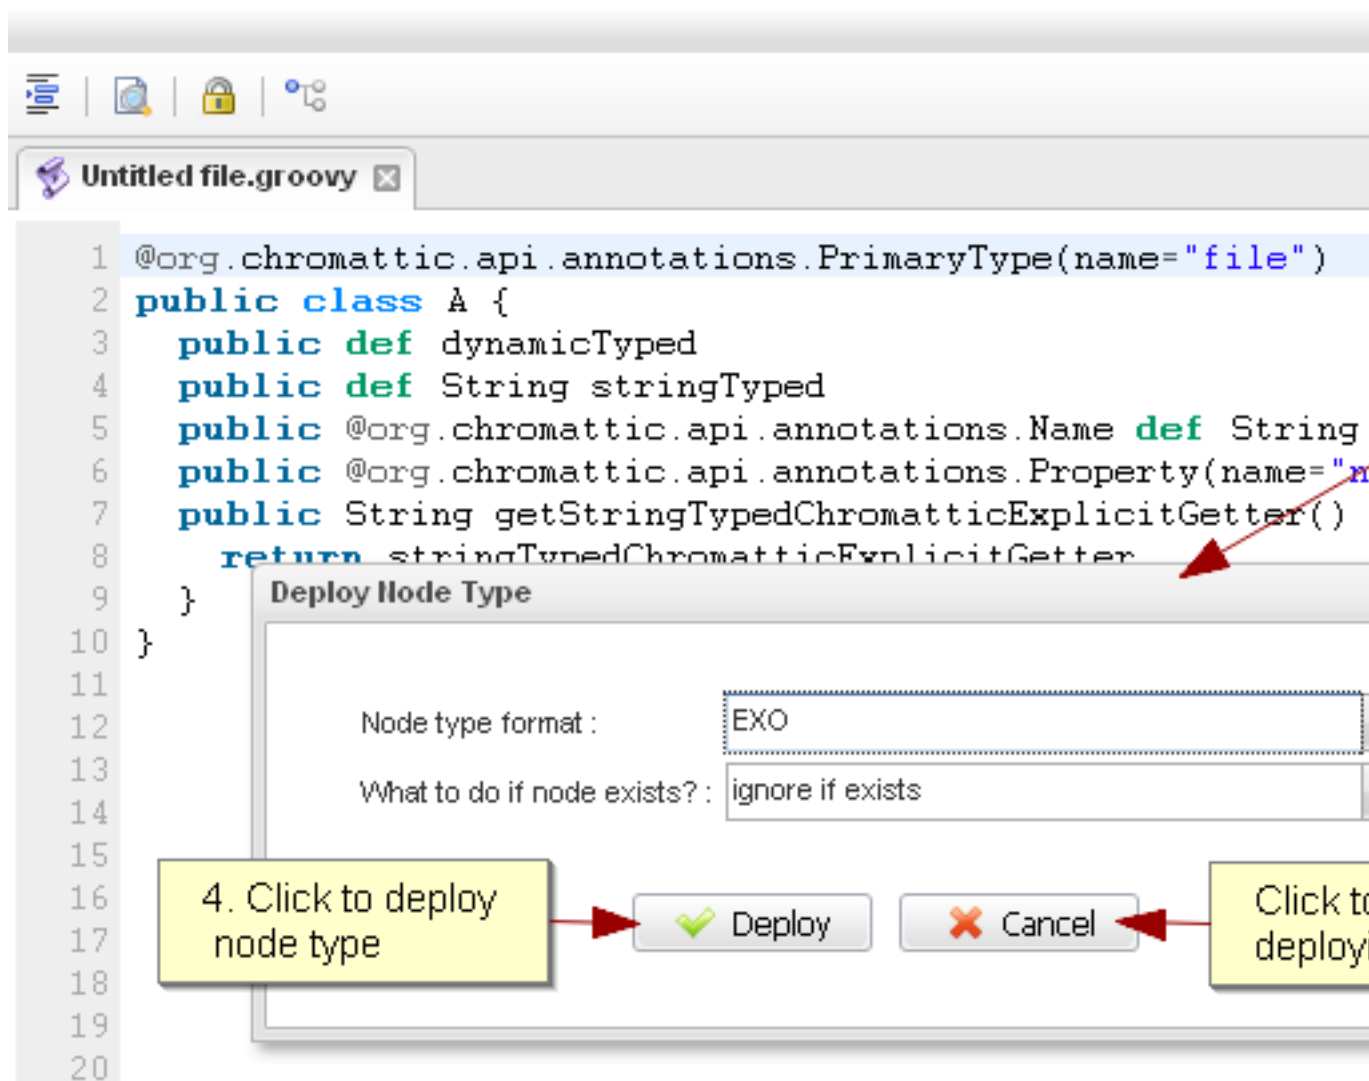 Untitled file.groovy
1 @org.chromattic.api.annotations.PrimaryType(name="file")
2 public class A {
3 public def dynamicTyped
4 public def String stringTyped
5 public @org.chromattic.api.annotations.Name def String
6 public @org.chromattic.api.annotations.Property(name="n
7 public String getStringTypedChromatticExplicitGetter()
8 return stringTypedChromatticExplicitGetter
9 }
10 }
11
12
13
14
15
16
17
18
19
20
Deploy Node Type
Node type format :
EXO
What to do if node exists? :
ignore if exists
4. Click to deploy
node type
Deploy
Cancel
Click to